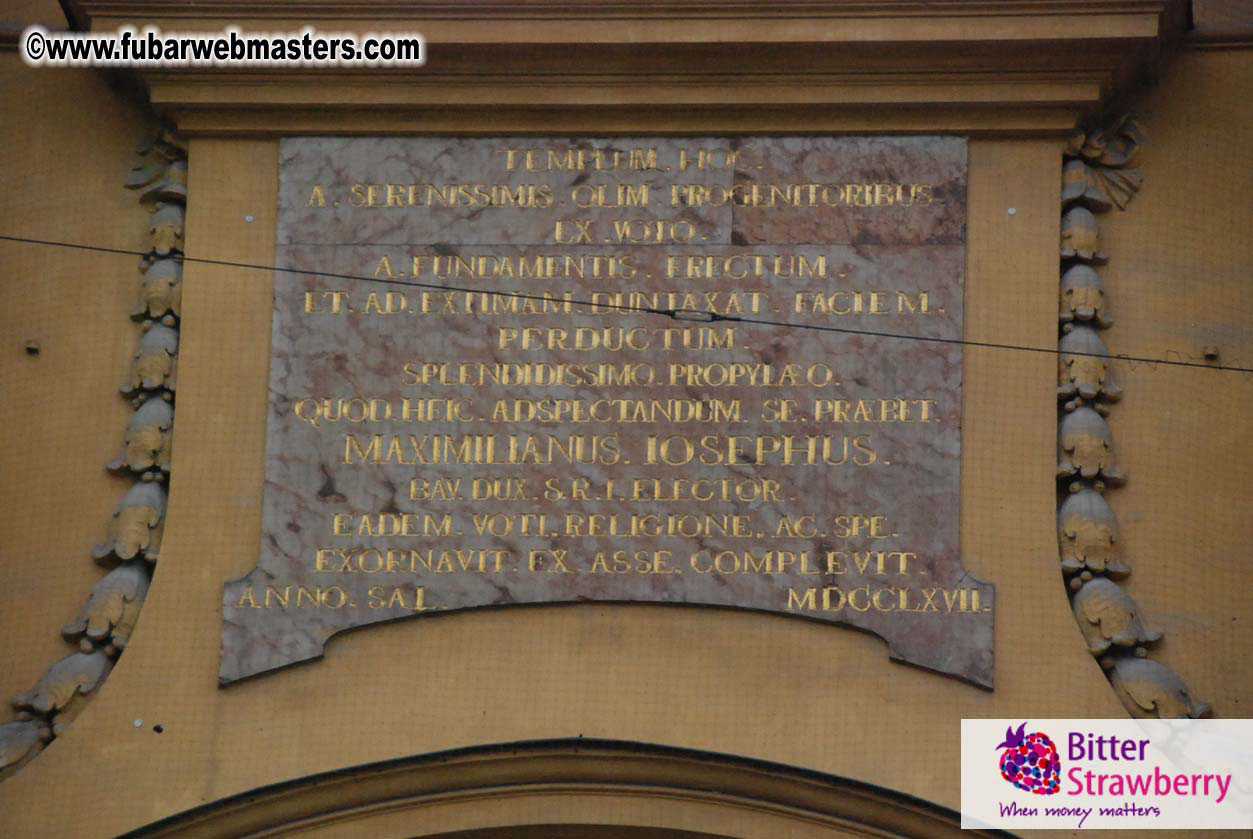 ©www.fubarwebmasters.com
TEMPLUM. HOC.
A. SERENISSIMIS. OLIM. PROGENITORIBUS
EX. VOTO.
A. FUNDAMENTIS. ERECTUM.
ET. AD. EXTIMAM. DUNTAXAT. FACIEM.
PERDUCTUM.
SPLENDIDISSIMO. PROPYLÆO.
QUOD. HEIC. ADSPECTANDUM. SE. PRÆBET.
MAXIMILIANUS. IOSEPHUS.
BAV. DUX. S. R. I. ELECTOR.
EADEM. VOTI. RELIGIONE. AC. SPE.
EXORNAVIT. EX. ASSE. COMPLEVIT.
ANNO. SAL. MDCCLXVII.
Bitter
Strawberry®
When money matters